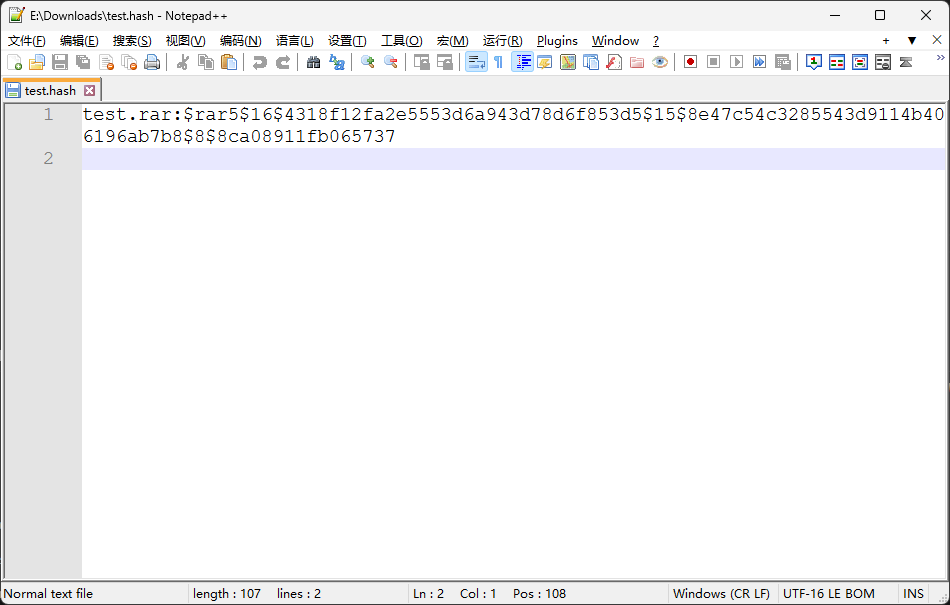 E:\Downloads\test.hash - Notepad++
文件(F) 编辑(E) 搜索(S) 视图(V) 编码(N) 语言(L) 设置(T) 工具(O) 宏(M) 运行(R) Plugins Window ?
test.hash
1 test.rar:$rar5$16$4318f12fa2e5553d6a943d78d6f853d5$15$8e47c54c3285543d9114b40
6196ab7b8$8$8ca08911fb065737
2
Normal text file length : 107 lines : 2 Ln : 2 Col : 1 Pos : 108 Windows (CR LF) UTF-16 LE BOM INS